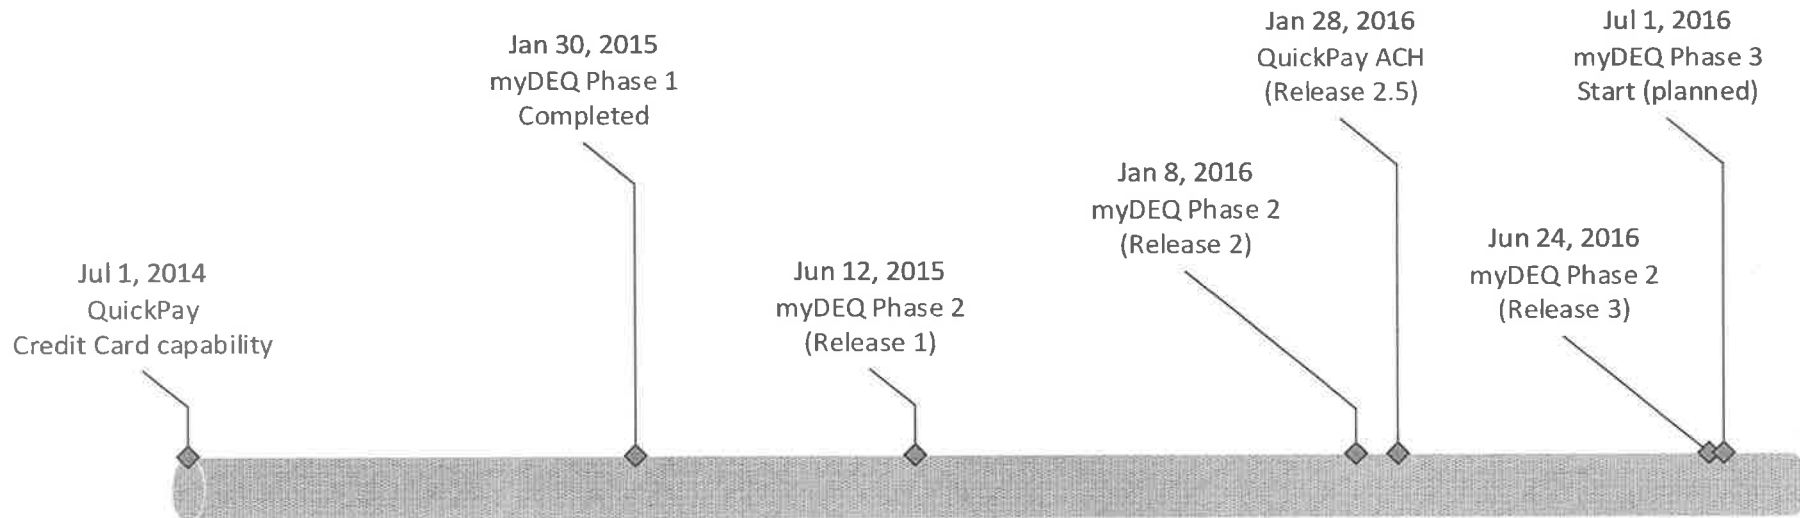 Jul 1, 2014
QuickPay
Credit Card capability
Jan 30, 2015
myDEQ Phase 1
Completed
Jun 12, 2015
myDEQ Phase 2
(Release 1)
Jan 8, 2016
myDEQ Phase 2
(Release 2)
Jan 28, 2016
QuickPay ACH
(Release 2.5)
Jun 24, 2016
myDEQ Phase 2
(Release 3)
Jul 1, 2016
myDEQ Phase 3
Start (planned)